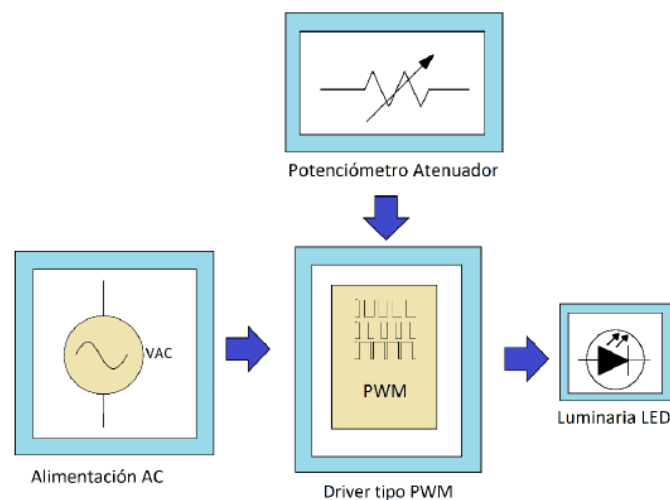 Potenciómetro Atenuador
VAC
PWM
Alimentación AC
Driver tipo PWM
Luminaria LED